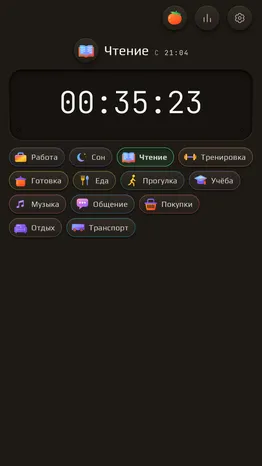 Чтение с 21:04
00:35:23
Работа Сон Чтение Тренировка
Готовка Еда Прогулка Учёба
Музыка Общение Покупки
Отдых Транспорт